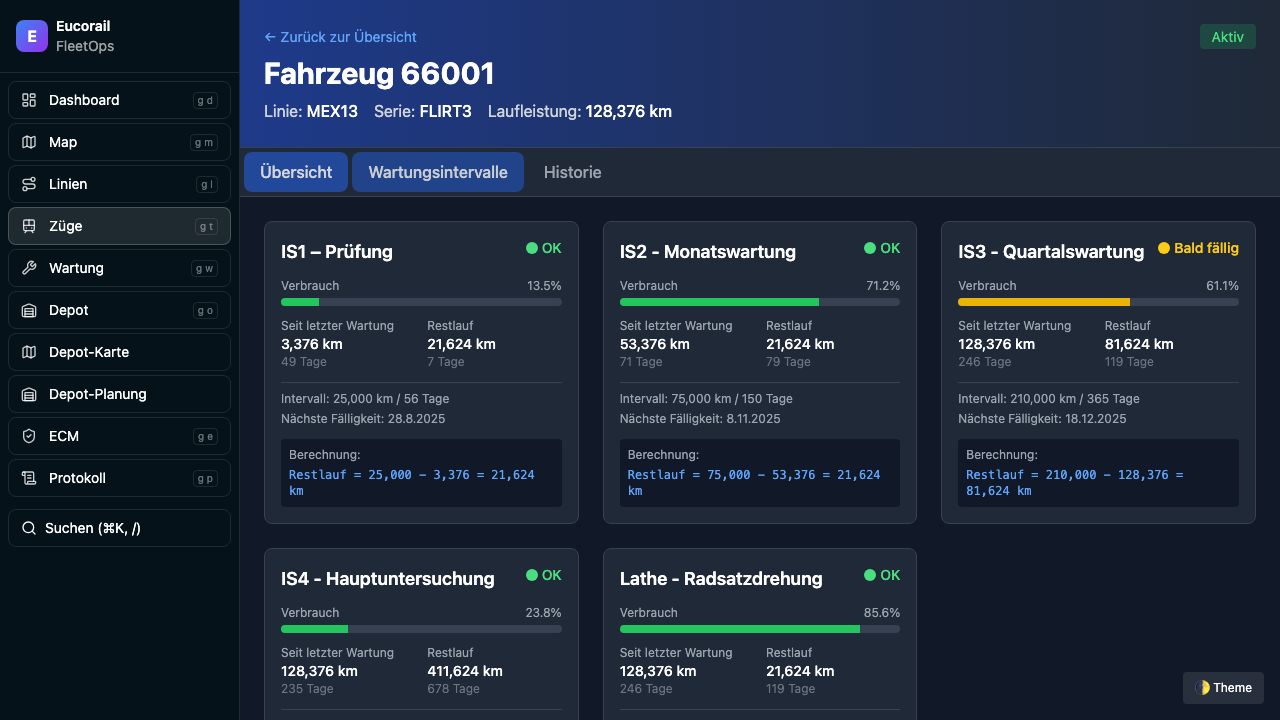 E
Eucorail
FleetOps
Dashboard g d
Map g m
Linien g l
Züge g t
Wartung g w
Depot g o
Depot-Karte
Depot-Planung
ECM g e
Protokoll g p
Suchen (⌘K, /)
← Zurück zur Übersicht
Aktiv
Fahrzeug 66001
Linie: MEX13 Serie: FLIRT3 Laufleistung: 128,376 km
Übersicht Wartungsintervalle Historie
IS1 – Prüfung OK
Verbrauch 13.5%
Seit letzter Wartung Restlauf
3,376 km 21,624 km
49 Tage 7 Tage
Intervall: 25,000 km / 56 Tage
Nächste Fälligkeit: 28.8.2025
Berechnung:
Restlauf = 25,000 − 3,376 = 21,624
km
IS2 - Monatswartung OK
Verbrauch 71.2%
Seit letzter Wartung Restlauf
53,376 km 21,624 km
71 Tage 79 Tage
Intervall: 75,000 km / 150 Tage
Nächste Fälligkeit: 8.11.2025
Berechnung:
Restlauf = 75,000 − 53,376 = 21,624
km
IS3 - Quartalswartung Bald fällig
Verbrauch 61.1%
Seit letzter Wartung Restlauf
128,376 km 81,624 km
246 Tage 119 Tage
Intervall: 210,000 km / 365 Tage
Nächste Fälligkeit: 18.12.2025
Berechnung:
Restlauf = 210,000 − 128,376 =
81,624 km
IS4 - Hauptuntersuchung OK
Verbrauch 23.8%
Seit letzter Wartung Restlauf
128,376 km 411,624 km
235 Tage 678 Tage
Lathe - Radsatzdrehung OK
Verbrauch 85.6%
Seit letzter Wartung Restlauf
128,376 km 21,624 km
246 Tage 119 Tage
Theme